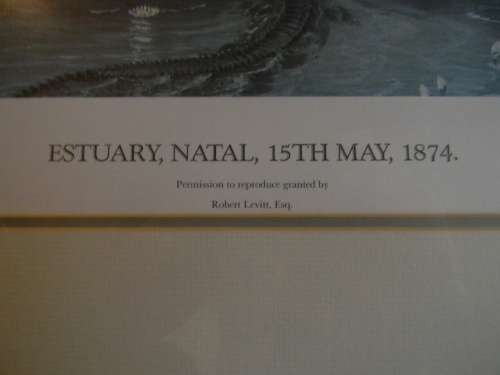 ESTUARY, NATAL, 15TH MAY, 1874.
Permission to reproduce granted by
Robert Levitt, Esq.